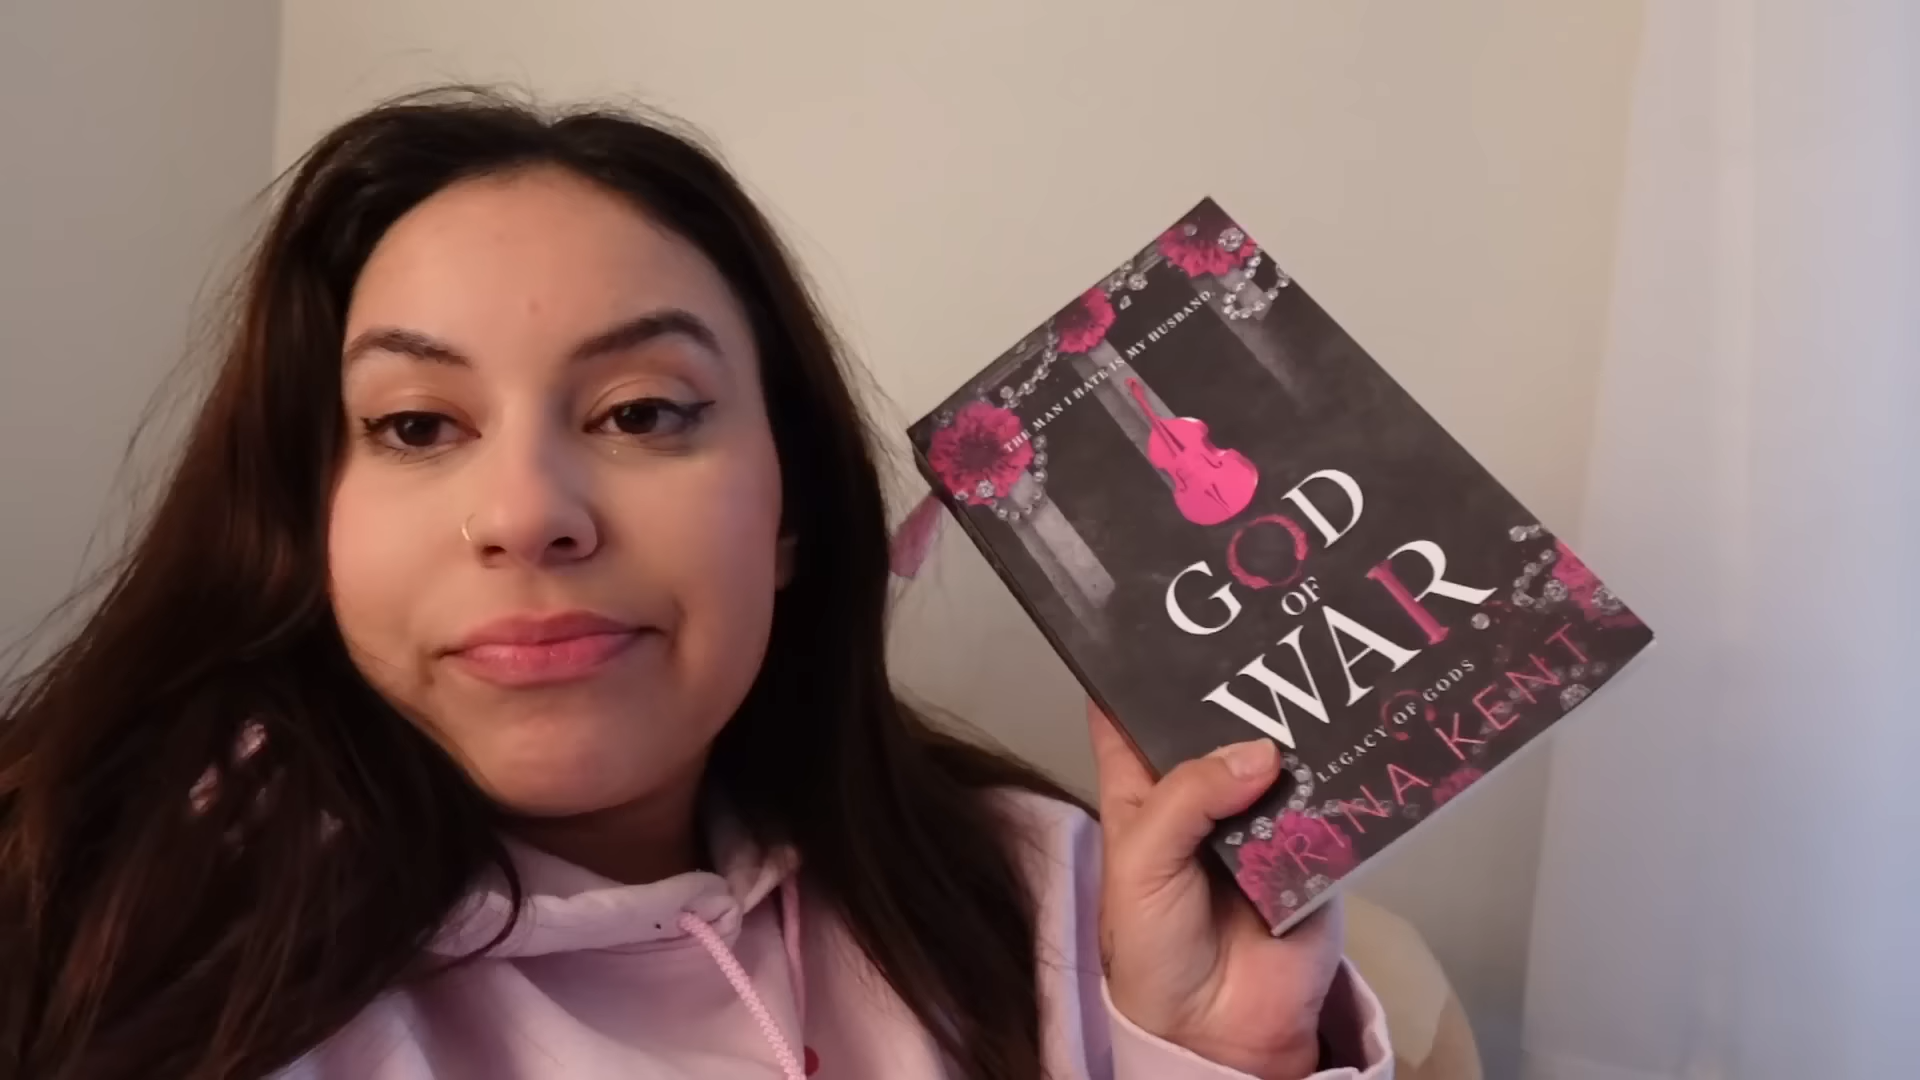 THE MAN I HATE IS MY HUSBAND.
GOD
OF
WAR
LEGACY OF GODS
RINA KENT